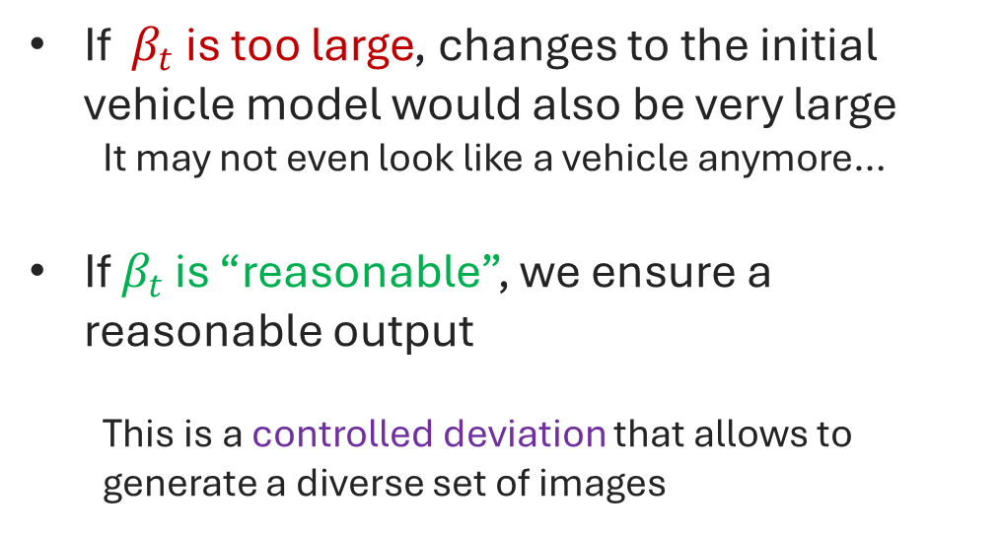 • If βt is too large, changes to the initial
vehicle model would also be very large
It may not even look like a vehicle anymore...
• If βt is “reasonable”, we ensure a
reasonable output
This is a controlled deviation that allows to
generate a diverse set of images